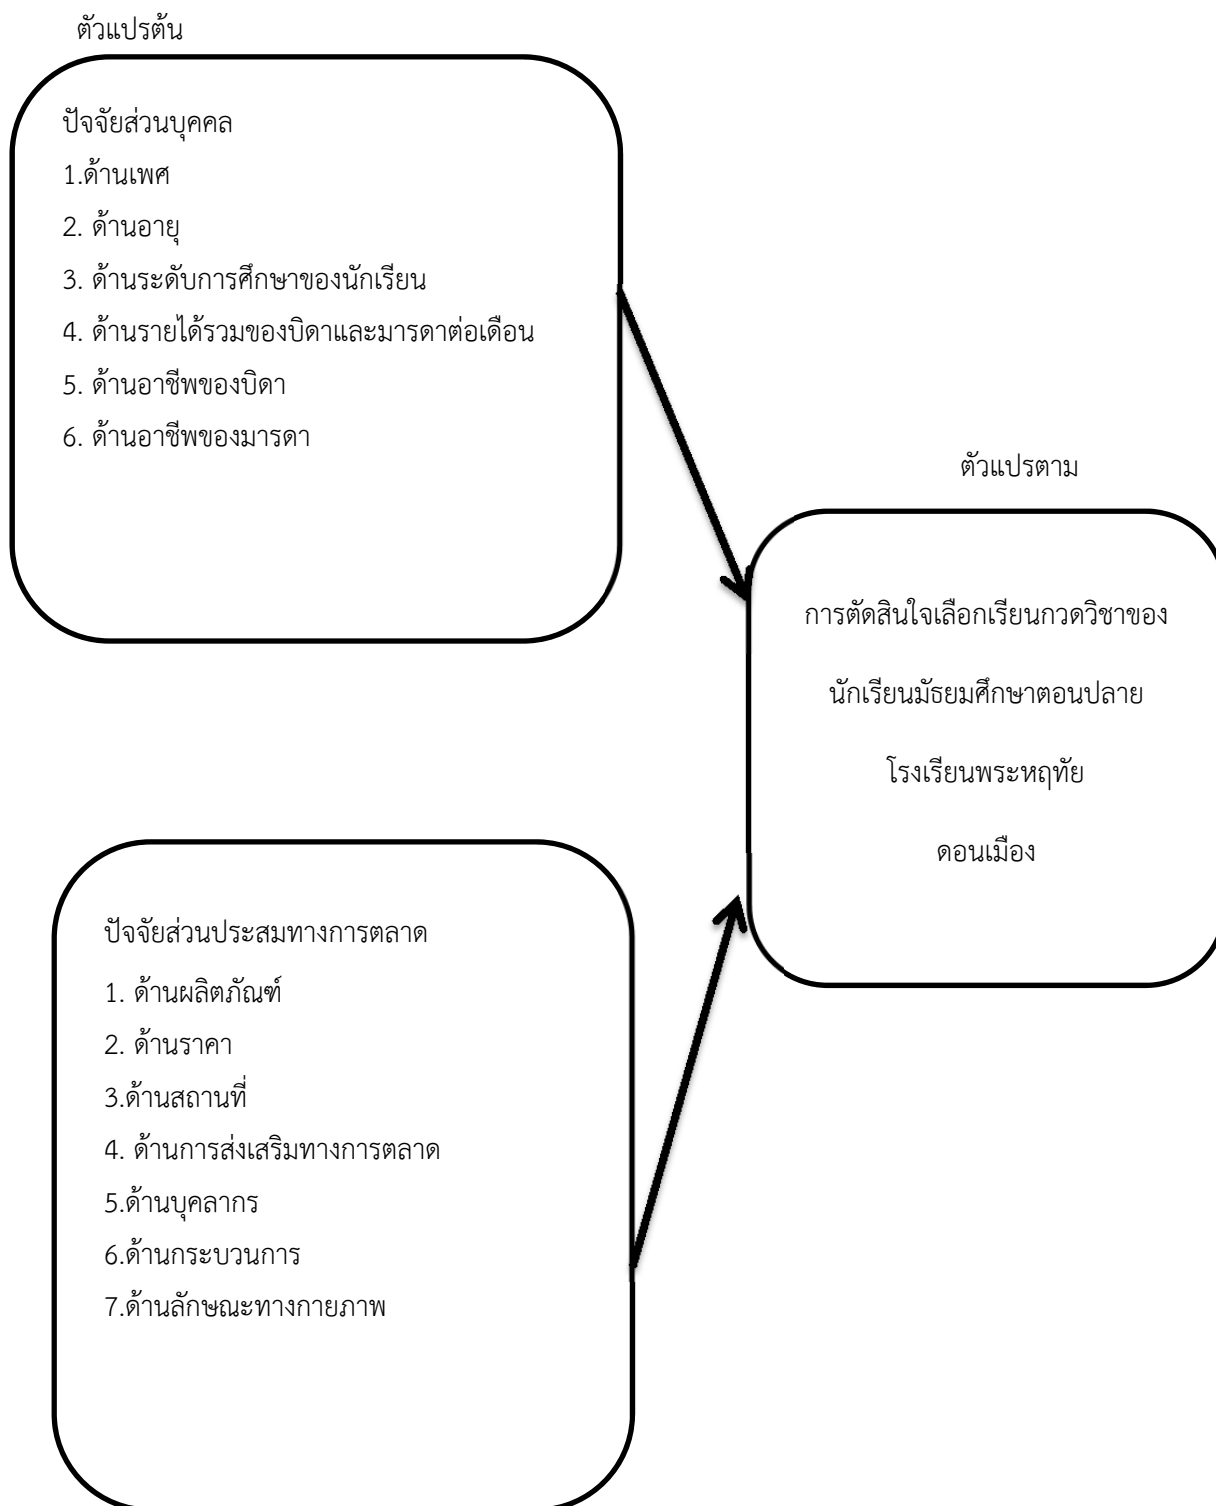 ตัวแปรต้น
ปัจจัยส่วนบุคคล
1.ด้านเพศ
2. ด้านอายุ
3. ด้านระดับการศึกษาของนักเรียน
4. ด้านรายได้รวมของบิดาและมารดาต่อเดือน
5. ด้านอาชีพของบิดา
6. ด้านอาชีพของมารดา
ตัวแปรตาม
การตัดสินใจเลือกเรียนกวดวิชาของ
นักเรียนมัธยมศึกษาตอนปลาย
โรงเรียนพระหฤทัย
ดอนเมือง
ปัจจัยส่วนประสมทางการตลาด
1. ด้านผลิตภัณฑ์
2. ด้านราคา
3.ด้านสถานที่
4. ด้านการส่งเสริมทางการตลาด
5.ด้านบุคลากร
6.ด้านกระบวนการ
7.ด้านลักษณะทางกายภาพ